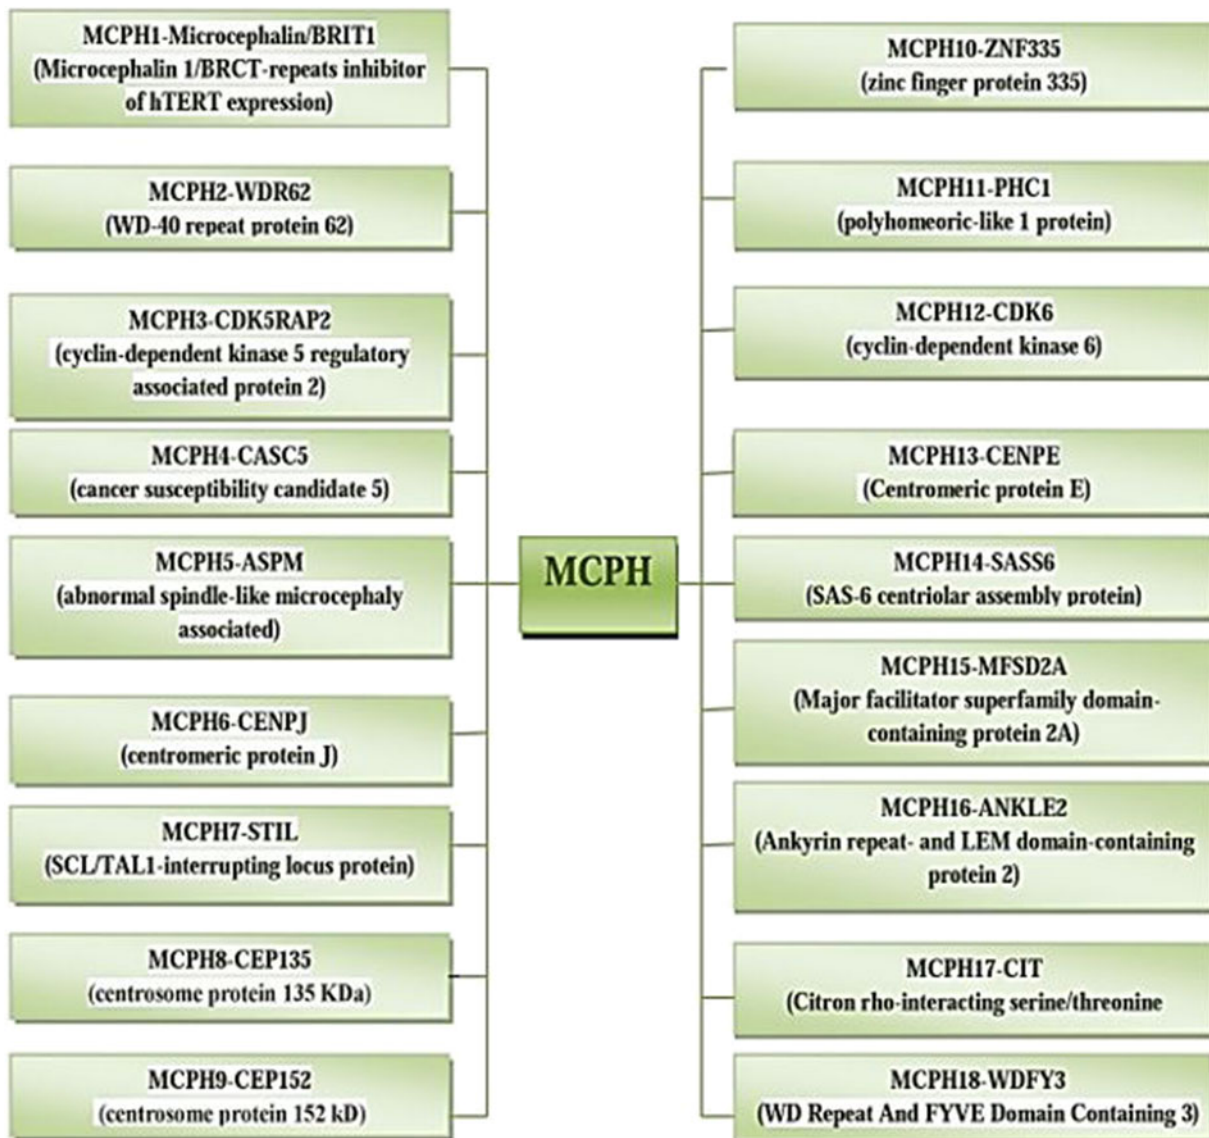 MCPH1-Microcephalin/BRIT1
(Microcephalin 1/BRCT-repeats inhibitor
of hTERT expression)
MCPH2-WDR62
(WD-40 repeat protein 62)
MCPH3-CDK5RAP2
(cyclin-dependent kinase 5 regulatory
associated protein 2)
MCPH4-CASC5
(cancer susceptibility candidate 5)
MCPH5-ASPM
(abnormal spindle-like microcephaly
associated)
MCPH6-CENPJ
(centromeric protein J)
MCPH7-STIL
(SCL/TAL1-interrupting locus protein)
MCPH8-CEP135
(centrosome protein 135 KDa)
MCPH9-CEP152
(centrosome protein 152 kD)
MCPH
MCPH10-ZNF335
(zinc finger protein 335)
MCPH11-PHC1
(polyhomeoric-like 1 protein)
MCPH12-CDK6
(cyclin-dependent kinase 6)
MCPH13-CENPE
(Centromeric protein E)
MCPH14-SASS6
(SAS-6 centriolar assembly protein)
MCPH15-MFSD2A
(Major facilitator superfamily domain-
containing protein 2A)
MCPH16-ANKLE2
(Ankyrin repeat- and LEM domain-containing
protein 2)
MCPH17-CIT
(Citron rho-interacting serine/threonine
MCPH18-WDFY3
(WD Repeat And FYVE Domain Containing 3)